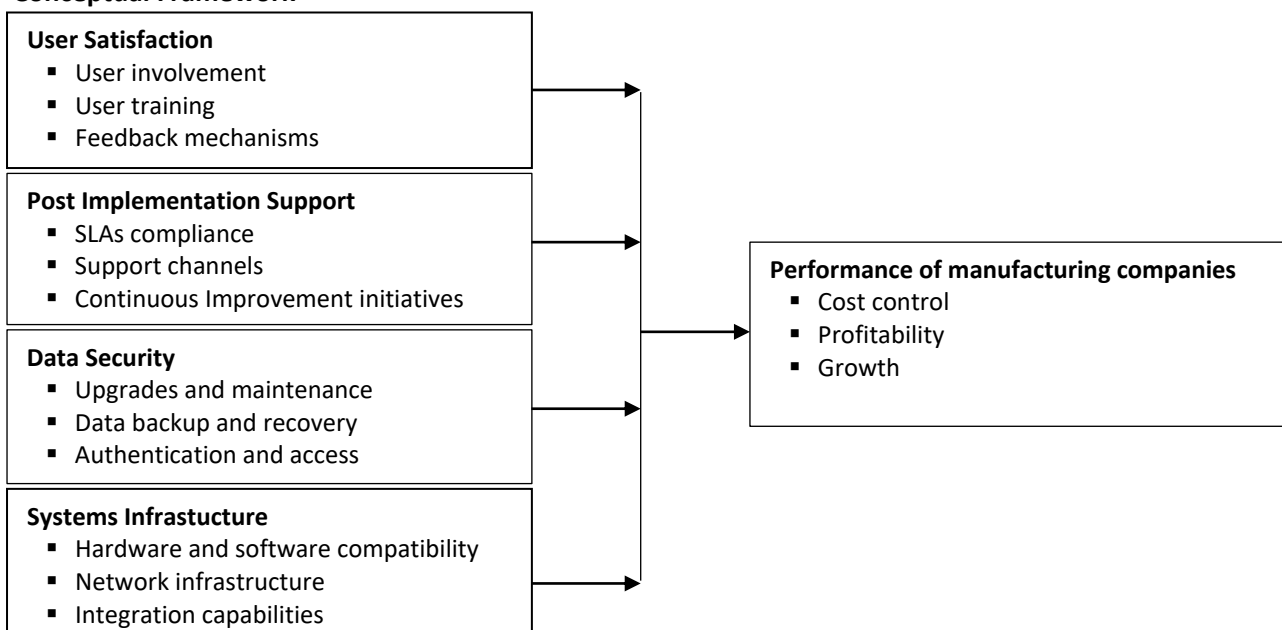 Conceptual Framework
User Satisfaction
▪ User involvement
▪ User training
▪ Feedback mechanisms
Post Implementation Support
▪ SLAs compliance
▪ Support channels
▪ Continuous Improvement initiatives
Data Security
▪ Upgrades and maintenance
▪ Data backup and recovery
▪ Authentication and access
Systems Infrastucture
▪ Hardware and software compatibility
▪ Network infrastructure
▪ Integration capabilities
Performance of manufacturing companies
▪ Cost control
▪ Profitability
▪ Growth